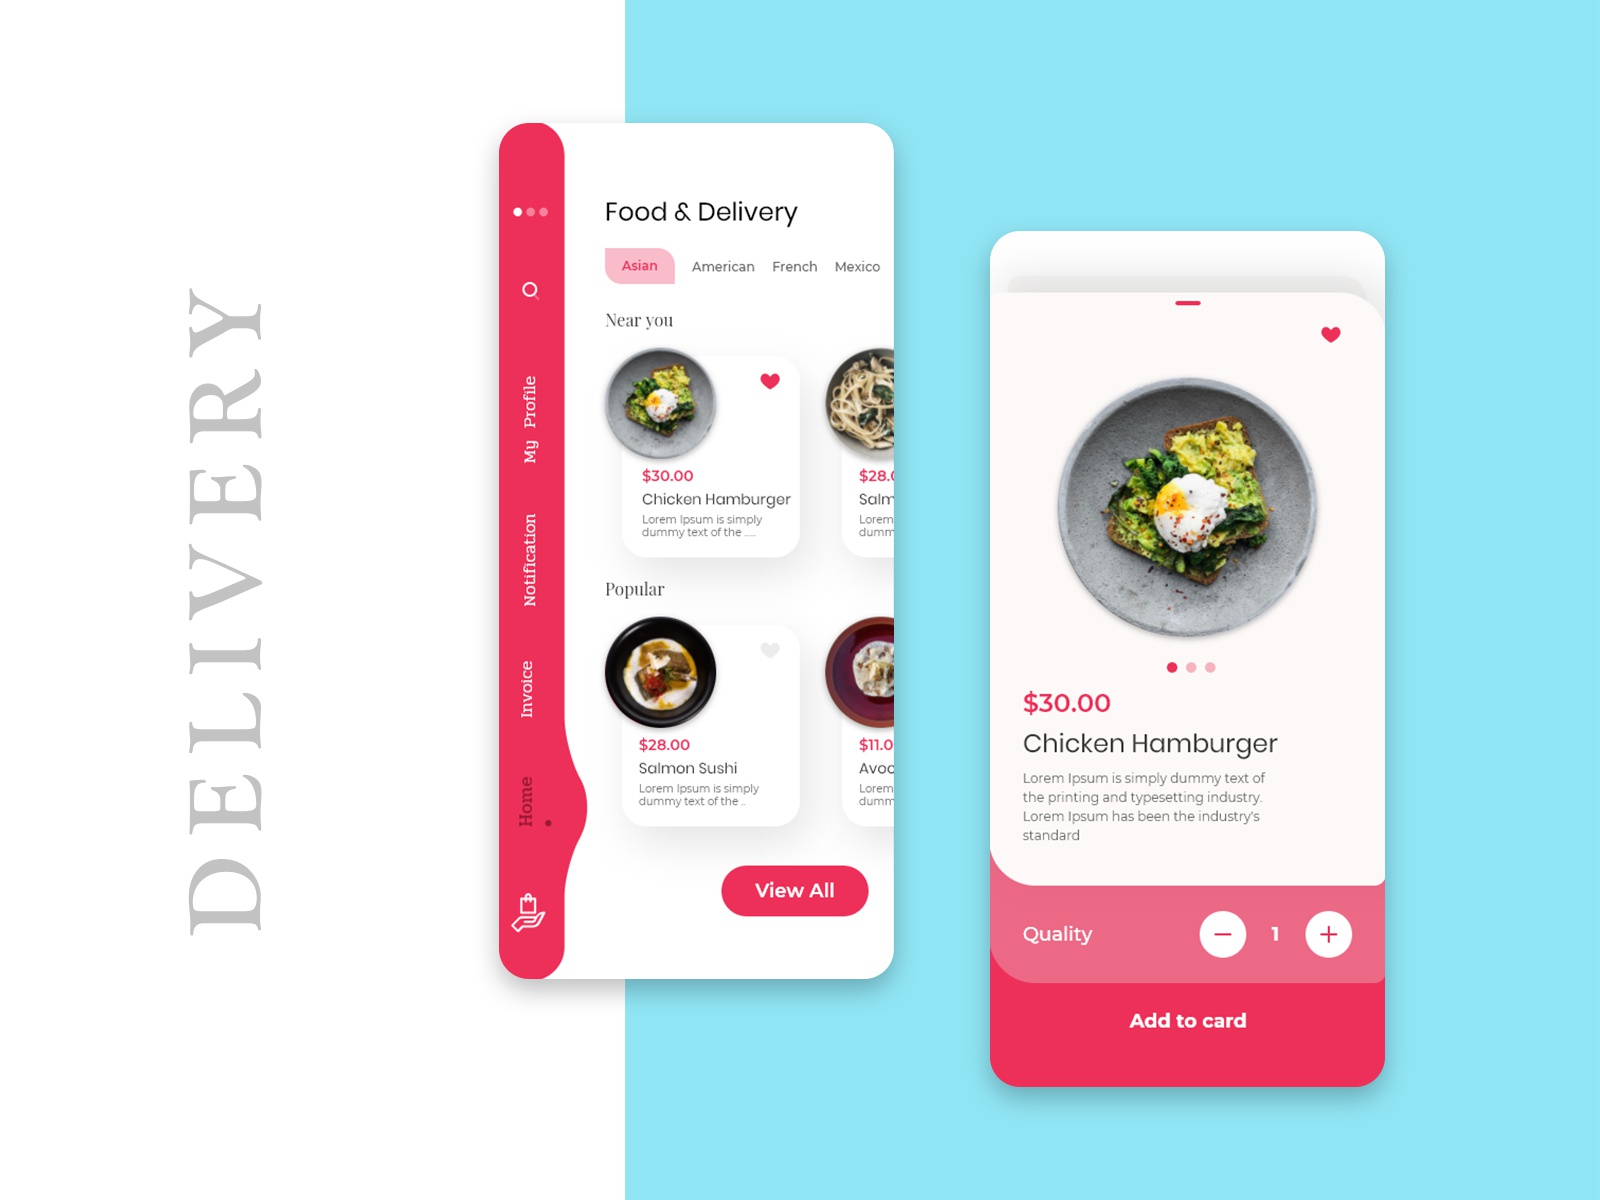 DELIVERY
My Profile
Notification
Invoice
Home
Food & Delivery
Asian American French Mexico
Near you
$30.00
Chicken Hamburger
Lorem Ipsum is simply
dummy text of the ......
$28.0
Salm
Lorem
dumm
Popular
$28.00
Salmon Sushi
Lorem Ipsum is simply
dummy text of the ..
$11.0
Avoc
Lorem
dumm
View All
$30.00
Chicken Hamburger
Lorem Ipsum is simply dummy text of
the printing and typesetting industry.
Lorem Ipsum has been the industry's
standard
Quality 1
Add to card